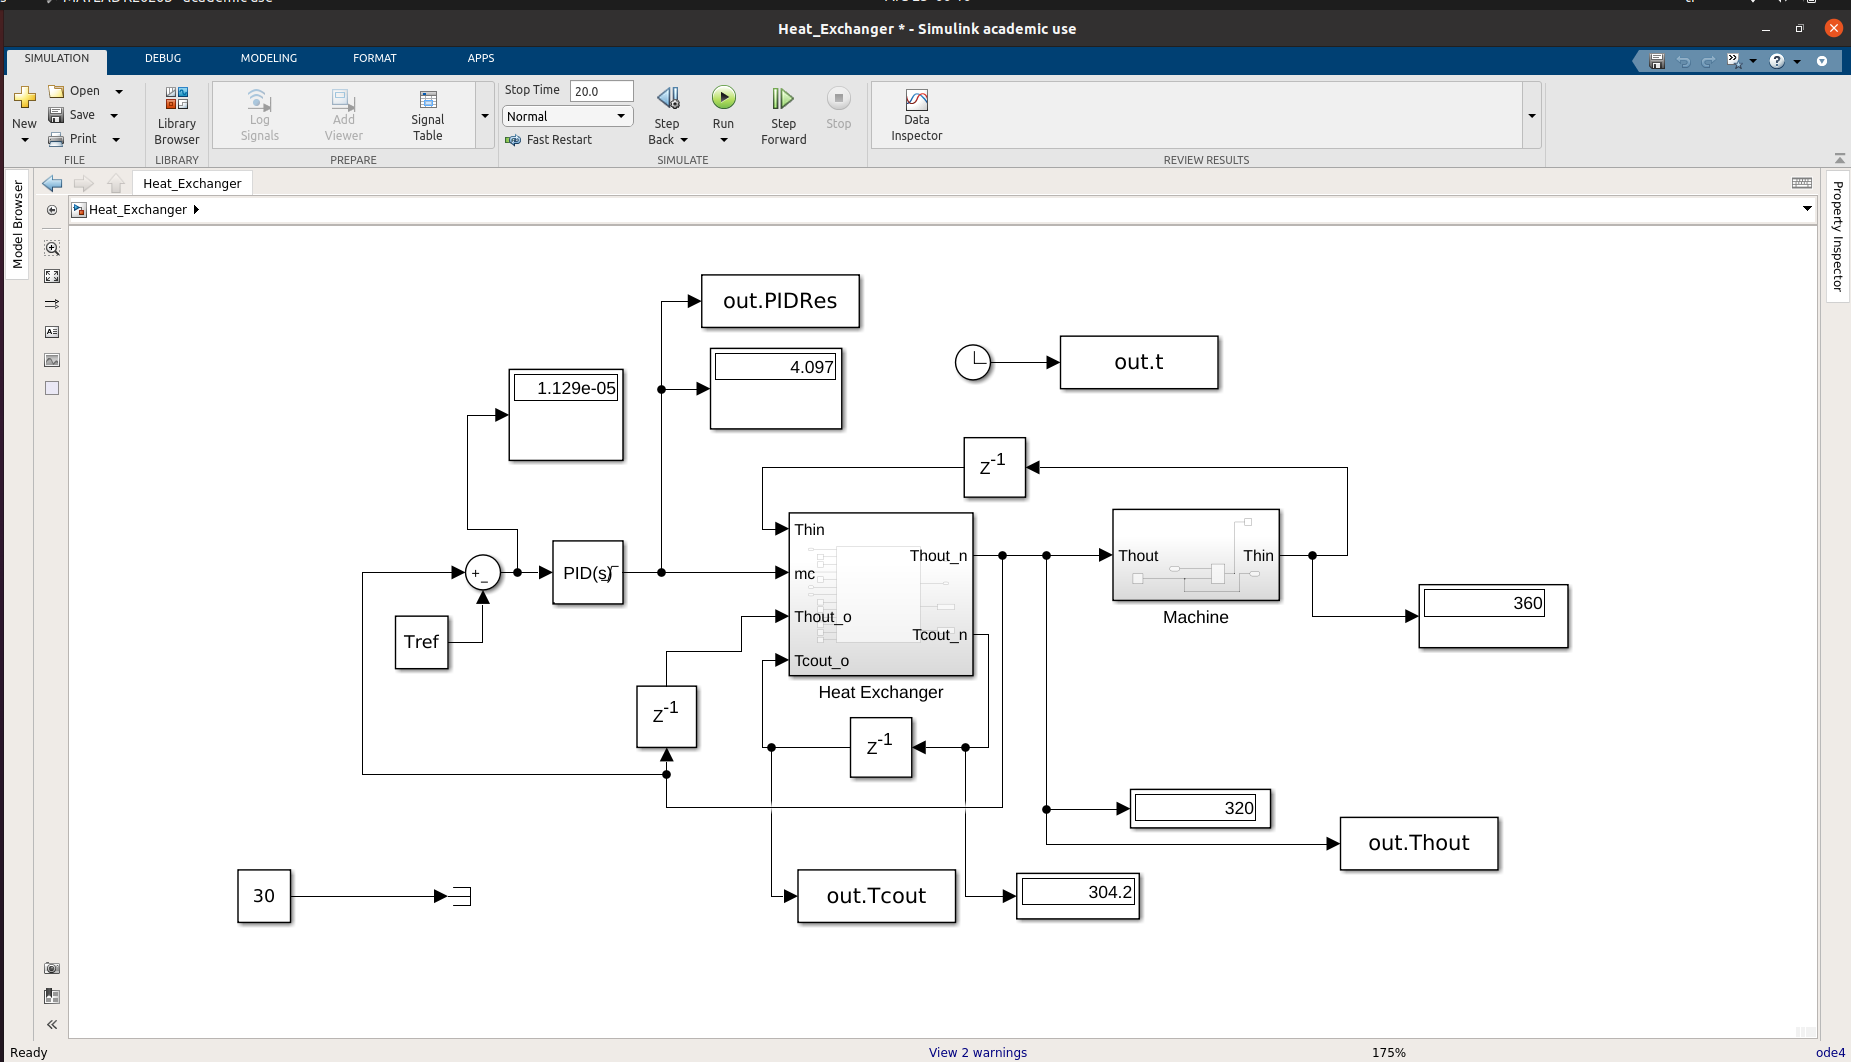 Heat_Exchanger * - Simulink academic use
SIMULATION
DEBUG
MODELING
FORMAT
APPS
New
Open
Save
Print
FILE
Library
Browser
LIBRARY
Log
Signals
Add
Viewer
Signal
Table
PREPARE
Stop Time
20.0
Normal
Fast Restart
Step
Back
Run
Step
Forward
Stop
SIMULATE
Data
Inspector
REVIEW RESULTS
Model Browser
Heat_Exchanger
Heat_Exchanger
Property Inspector
out.PIDRes
4.097
out.t
1.129e-05
Z-1
Thin
mc
Thout_o
Tcout_o
Thout_n
Tcout_n
Heat Exchanger
Thout
Thin
Machine
360
+
_
PID(s)
Tref
Z-1
Z-1
320
out.Thout
30
out.Tcout
304.2
Ready
View 2 warnings
175%
ode4